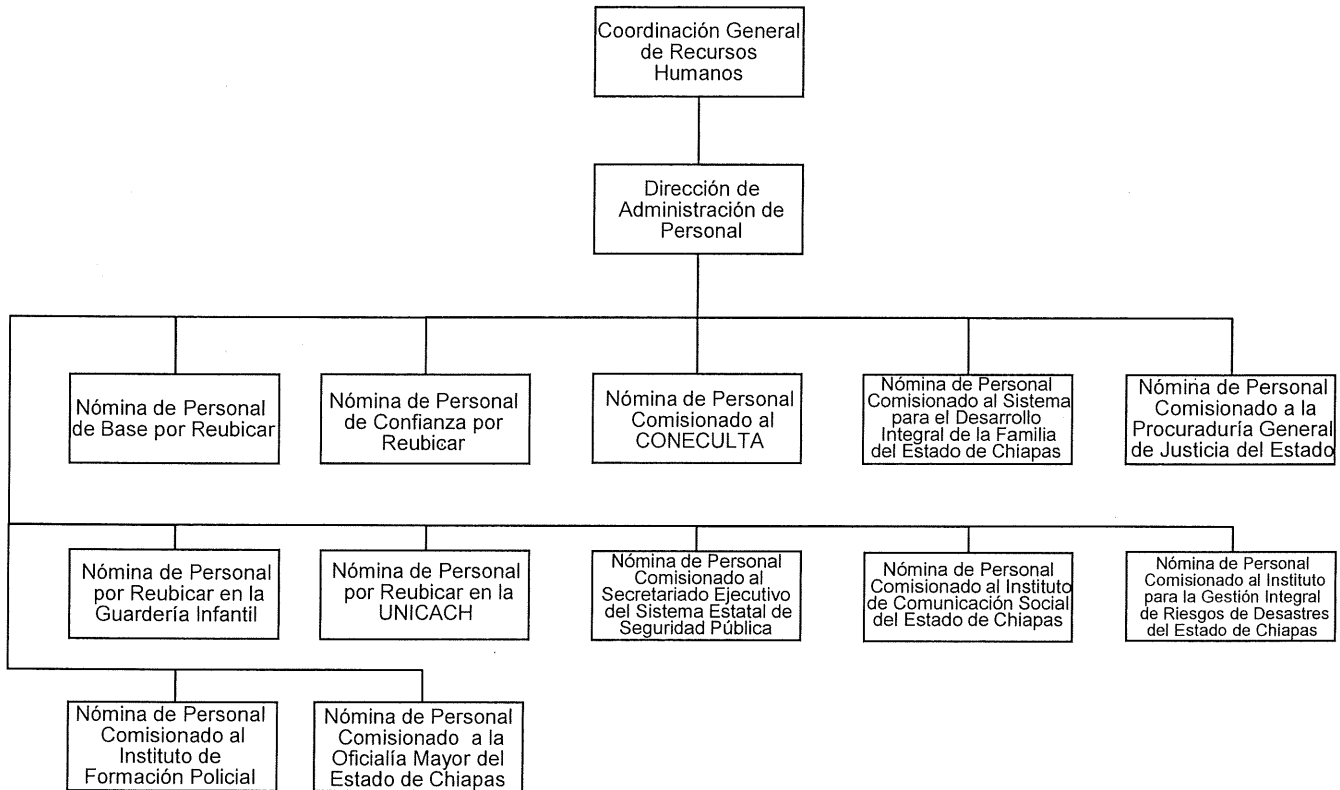 Coordinación General
de Recursos
Humanos
Dirección de
Administración de
Personal
Nómina de Personal
de Base por Reubicar
Nómina de Personal
de Confianza por
Reubicar
Nómina de Personal
Comisionado al
CONECULTA
Nómina de Personal
Comisionado al Sistema
para el Desarrollo
Integral de la Familia
del Estado de Chiapas
Nómina de Personal
Comisionado a la
Procuraduría General
de Justicia del Estado
Nómina de Personal
por Reubicar en la
Guardería Infantil
Nómina de Personal
por Reubicar en la
UNICACH
Nómina de Personal
Comisionado al
Secretariado Ejecutivo
del Sistema Estatal de
Seguridad Pública
Nómina de Personal
Comisionado al Instituto
de Comunicación Social
del Estado de Chiapas
Nómina de Personal
Comisionado al Instituto
para la Gestión Integral
de Riesgos de Desastres
del Estado de Chiapas
Nómina de Personal
Comisionado al
Instituto de
Formación Policial
Nómina de Personal
Comisionado a la
Oficialía Mayor del
Estado de Chiapas